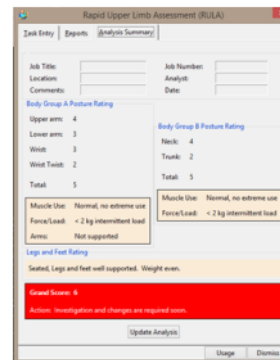 Rapid Upper Limb Assessment (RULA)
Task Entry Reports Analysis Summary
Job Title: Job Number:
Location: Analyst:
Comments: Date:
Body Group A Posture Rating
Upper arm: 4
Lower arm: 3
Wrist: 3
Wrist Twist: 2
Total: 5
Muscle Use: Normal, no extreme use
Force/Load: < 2 kg intermittent load
Arms: Not supported
Body Group B Posture Rating
Neck: 4
Trunk: 2
Total: 5
Muscle Use: Normal, no extreme use
Force/Load: < 2 kg intermittent load
Legs and Feet Rating
Seated, Legs and feet well supported. Weight even.
Grand Score: 6
Action: Investigation and changes are required soon.
Update Analysis
Usage Dismiss